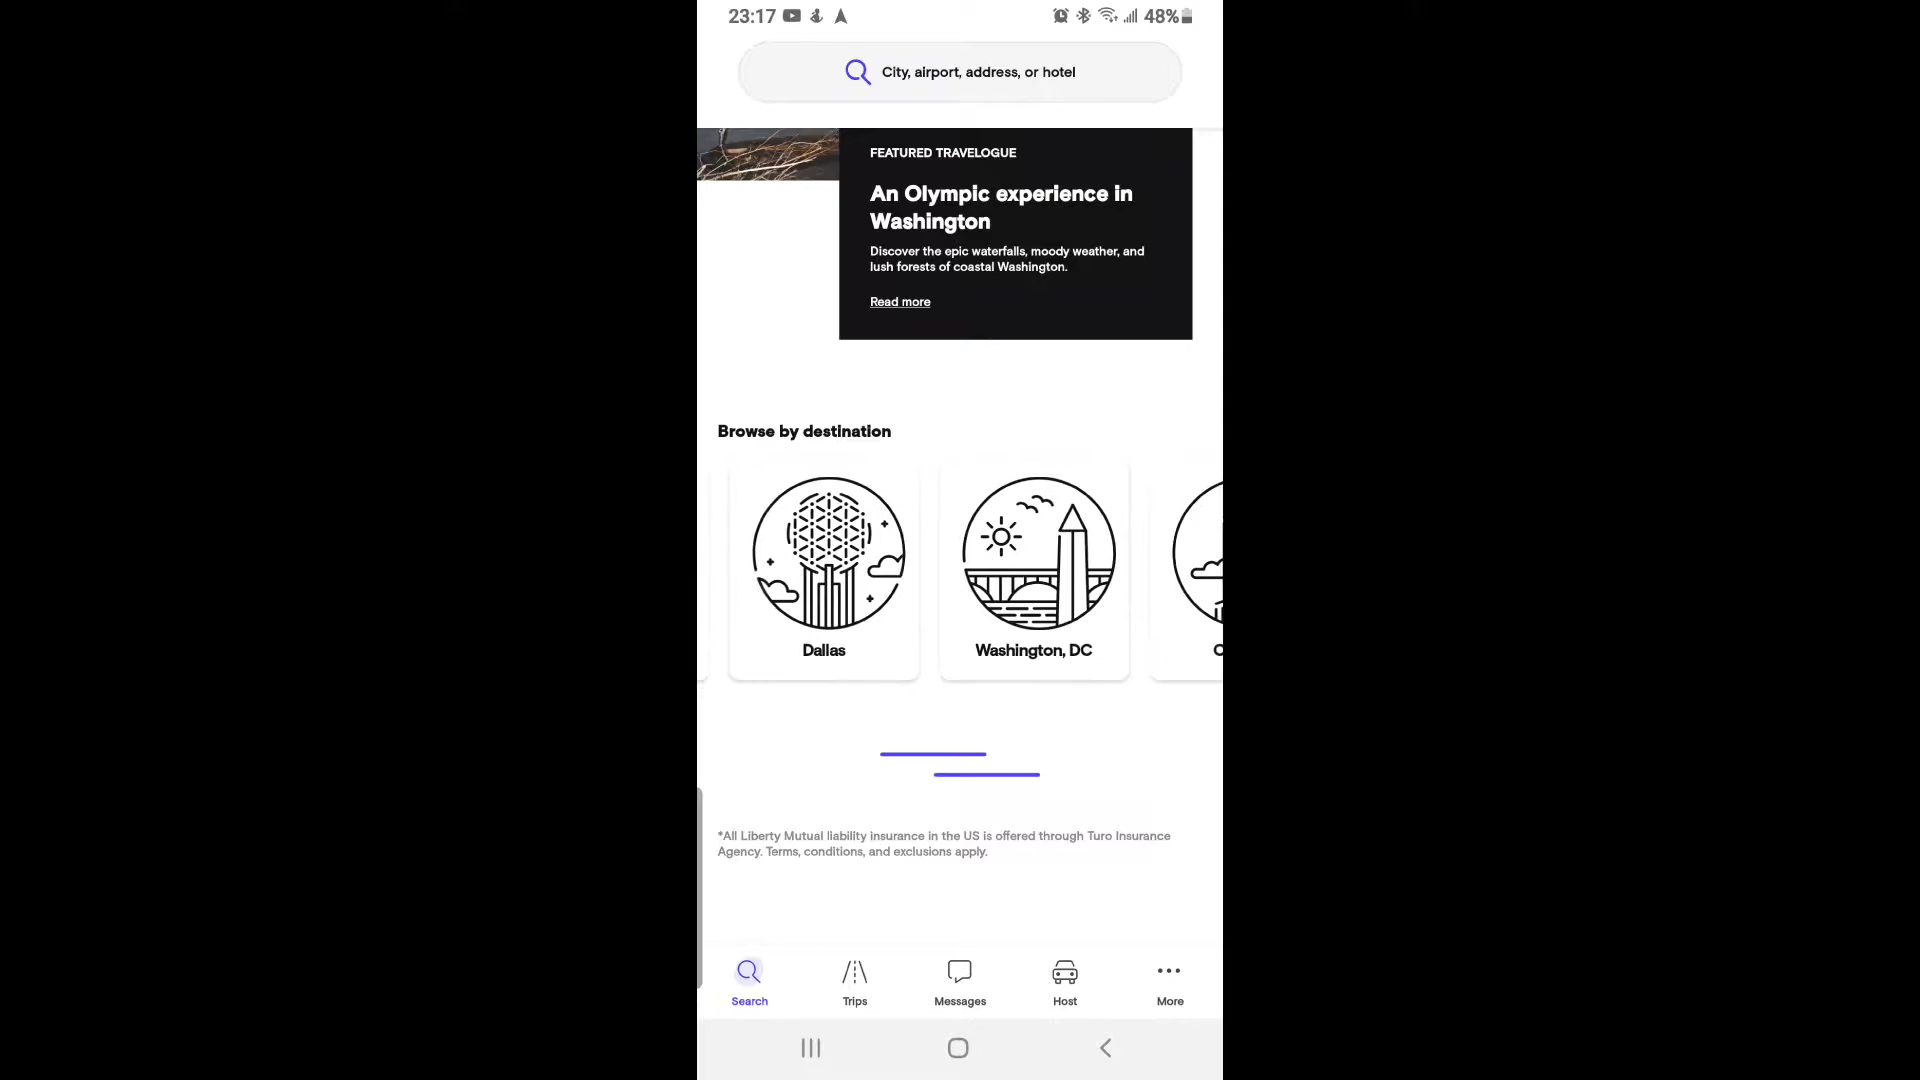 23:17
48%
City, airport, address, or hotel
FEATURED TRAVELOGUE
An Olympic experience in
Washington
Discover the epic waterfalls, moody weather, and
lush forests of coastal Washington.
Read more
Browse by destination
Dallas
Washington, DC
*All Liberty Mutual liability insurance in the US is offered through Turo Insurance
Agency. Terms, conditions, and exclusions apply.
Search
Trips
Messages
Host
More